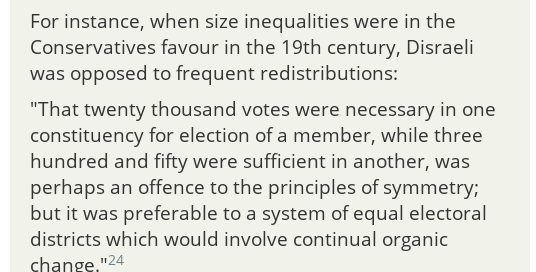 For instance, when size inequalities were in the
Conservatives favour in the 19th century, Disraeli
was opposed to frequent redistributions:
"That twenty thousand votes were necessary in one
constituency for election of a member, while three
hundred and fifty were sufficient in another, was
perhaps an offence to the principles of symmetry;
but it was preferable to a system of equal electoral
districts which would involve continual organic
change."24